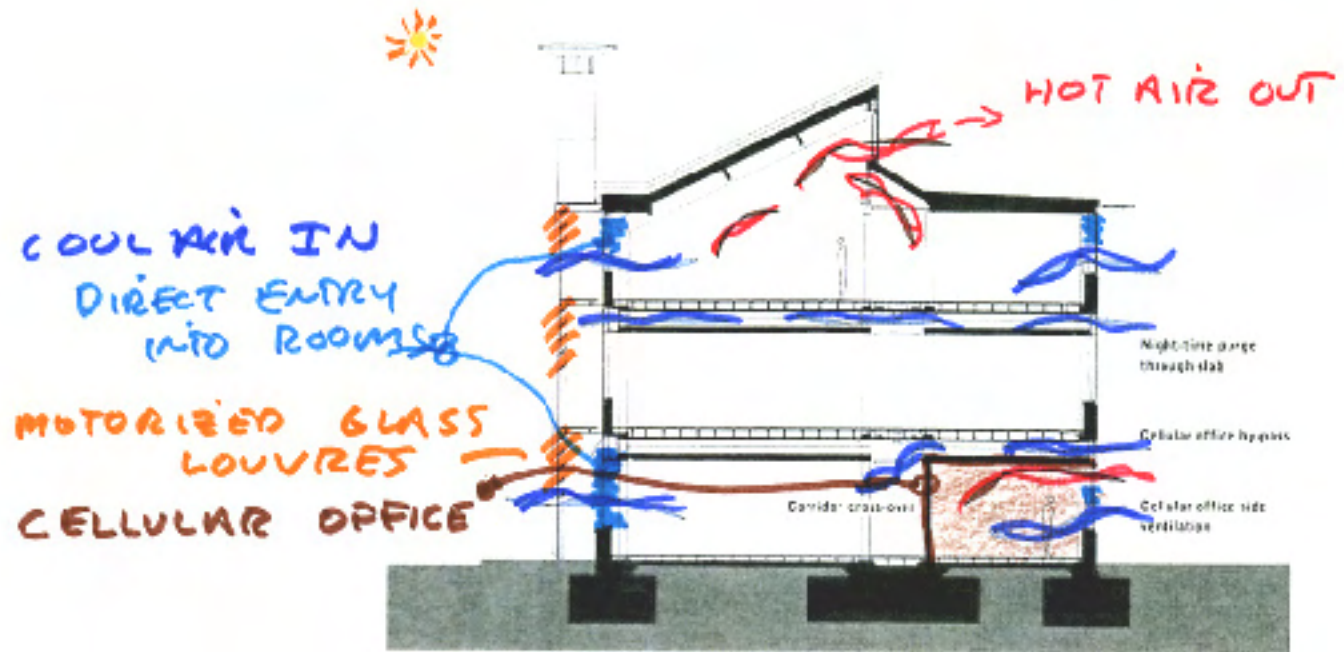 HOT AIR OUT
COOL AIR IN
DIRECT ENTRY
INTO ROOMS
Night-time purge
through slab
MOTORIZED GLASS
LOUVRES
Cellular office bypass
CELLULAR OFFICE
Corridor cross-over
Cellular office side
ventilation